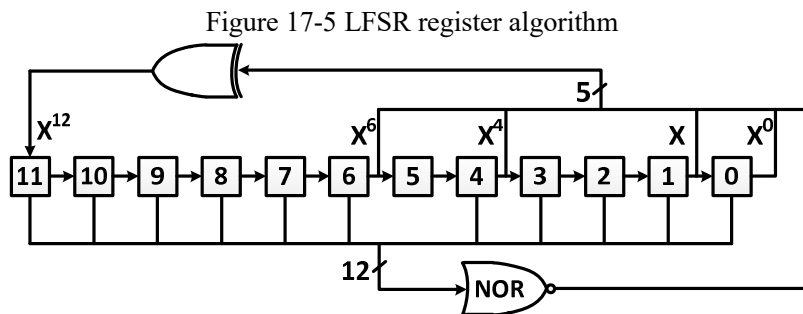 Figure 17-5 LFSR register algorithm
5
X¹²
X⁶
X⁴
X
X⁰
11 10 9 8 7 6 5 4 3 2 1 0
12
NOR